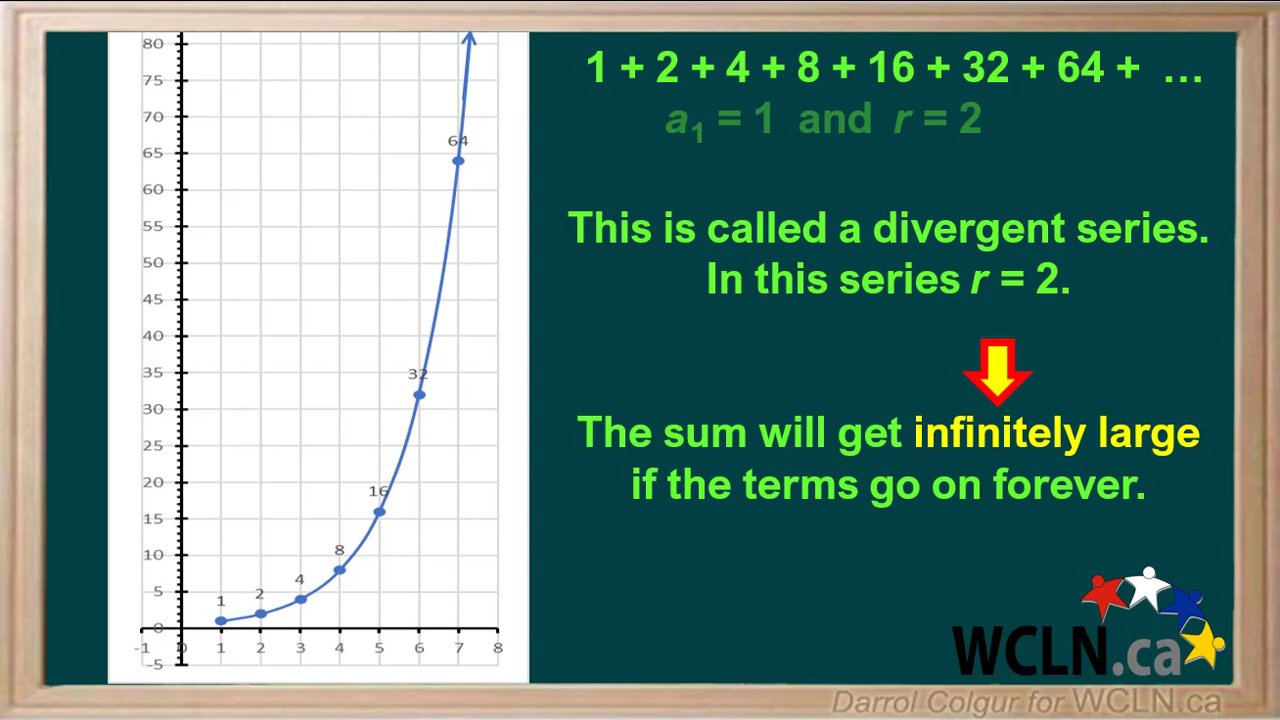 1 + 2 + 4 + 8 + 16 + 32 + 64 + …
a₁ = 1 and r = 2
This is called a divergent series.
In this series r = 2.
The sum will get infinitely large
if the terms go on forever.
80
75
70
65
60
55
50
45
40
35
30
25
20
15
10
5
0
-5
-1 0 1 2 3 4 5 6 7 8
1
2
4
8
16
32
64
WCLN.ca
Darrol Colgur for WCLN.ca